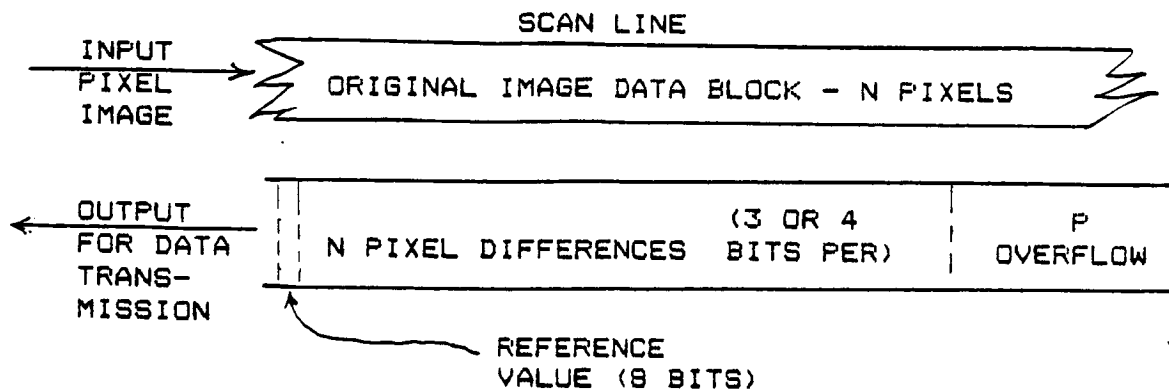 SCAN LINE
INPUT
PIXEL
IMAGE
ORIGINAL IMAGE DATA BLOCK - N PIXELS
OUTPUT
FOR DATA
TRANS-
MISSION
N PIXEL DIFFERENCES
(3 OR 4
BITS PER)
P
OVERFLOW
REFERENCE
VALUE (8 BITS)